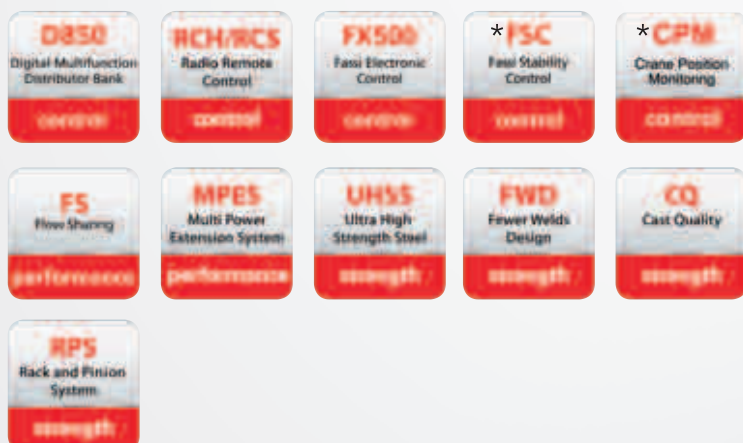 D850
Digital Multifunction
Distributor Bank
control
RCH/RCS
Radio Remote
Control
control
FX500
Fassi Electronic
Control
control
*FSC
Fassi Stability
Control
control
*CPM
Crane Position
Monitoring
control
FS
Flow Sharing
performance
MPES
Multi Power
Extension System
performance
UHSS
Ultra High
Strength Steel
strength
FWD
Fewer Welds
Design
strength
CQ
Cast Quality
strength
RPS
Rack and Pinion
System
strength